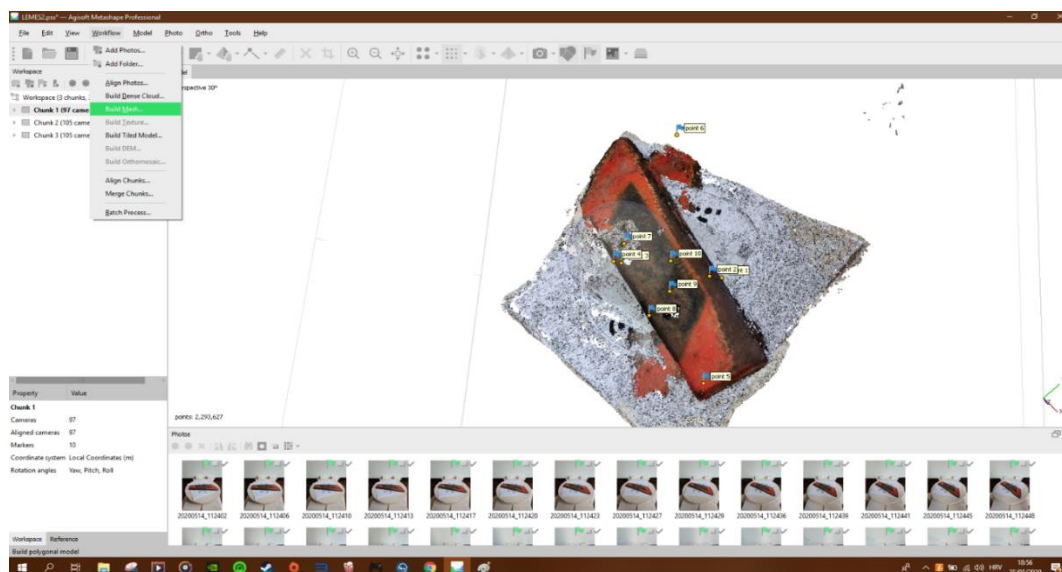 LEMES2.psx* — Agisoft Metashape Professional
File Edit View Workflow Model Photo Ortho Tools Help
Add Photos...
Add Folder...
Align Photos...
Build Dense Cloud...
Build Mesh...
Build Texture...
Build Tiled Model...
Build DEM...
Build Orthomosaic...
Align Chunks...
Merge Chunks...
Batch Process...
Workspace
Workspace (3 chunks,
Chunk 1 (97 came
Chunk 2 (105 came
Chunk 3 (105 came
rspective 30°
point 6
point 7
point 4
point 10
point 2
point 9
point 8
point 5
points: 2,293,627
Property Value
Chunk 1
Cameras 97
Aligned cameras 97
Markers 10
Coordinate system Local Coordinates (m)
Rotation angles Yaw, Pitch, Roll
Photos
20200514_112402 20200514_112406 20200514_112410 20200514_112413 20200514_112417 20200514_112420 20200514_112423 20200514_112427 20200514_112429 20200514_112436 20200514_112439 20200514_112441 20200514_112445 20200514_112448
Workspace Reference
Build polygonal model
HRV
18:56